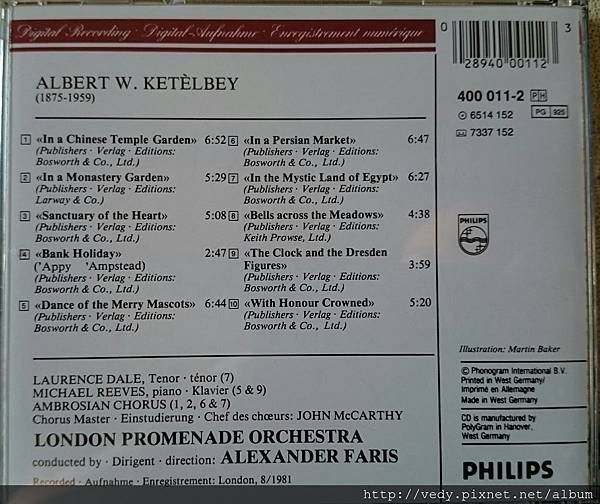 Digital Recording · Digital-Aufnahme · Enregistrement numérique
ALBERT W. KETÈLBEY
(1875-1959)
1 «In a Chinese Temple Garden» 6:52
(Publishers · Verlag · Editions:
Bosworth & Co., Ltd.)
2 «In a Monastery Garden» 5:29
(Publishers · Verlag · Editions:
Larway & Co.)
3 «Sanctuary of the Heart» 5:08
(Publishers · Verlag · Editions:
Bosworth & Co., Ltd.)
4 «Bank Holiday» 2:47
('Appy 'Ampstead)
(Publishers · Verlag · Editions:
Bosworth & Co., Ltd.)
5 «Dance of the Merry Mascots» 6:44
(Publishers · Verlag · Editions:
Bosworth & Co., Ltd.)
6 «In a Persian Market» 6:47
(Publishers · Verlag · Editions:
Bosworth & Co., Ltd.)
7 «In the Mystic Land of Egypt» 6:27
(Publishers · Verlag · Editions:
Bosworth & Co., Ltd.)
8 «Bells across the Meadows» 4:38
(Publishers · Verlag · Editions:
Keith Prowse, Ltd.)
9 «The Clock and the Dresden
Figures» 3:59
(Publishers · Verlag · Editions:
Bosworth & Co., Ltd.)
10 «With Honour Crowned» 5:20
(Publishers · Verlag · Editions:
Bosworth & Co., Ltd.)
LAURENCE DALE, Tenor · ténor (7)
MICHAEL REEVES, piano · Klavier (5 & 9)
AMBROSIAN CHORUS (1, 2, 6 & 7)
Chorus Master · Einstudierung · Chef des chœurs: JOHN McCARTHY
LONDON PROMENADE ORCHESTRA
conducted by · Dirigent · direction: ALEXANDER FARIS
Recorded · Aufnahme · Enregistrement: London, 8/1981
0 28940 00112 3
400 011-2 PH
6514 152 PG 925
7337 152
PHILIPS
Illustration: Martin Baker
Ⓟ Phonogram International B.V.
Printed in West Germany/
Imprimé en Allemagne
Made in West Germany
CD is manufactured by
PolyGram in Hanover,
West Germany
PHILIPS
http://vedy.pixnet.net/album